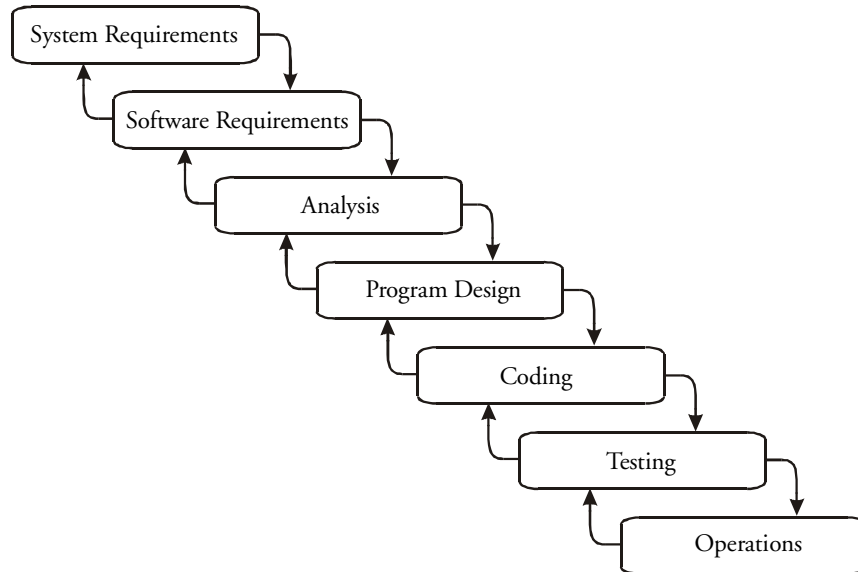 System Requirements
Software Requirements
Analysis
Program Design
Coding
Testing
Operations